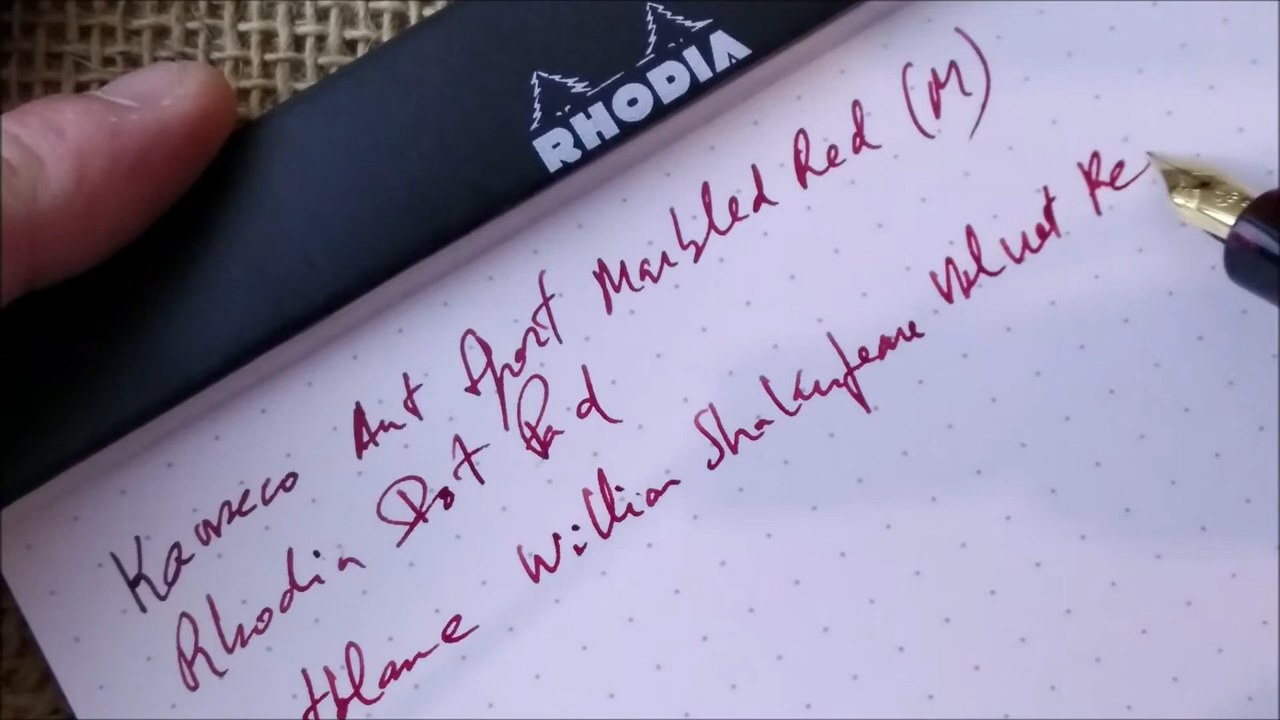 RHODIA
Kaweco Art Sport Marbled Red (M)
Rhodia Dot Pad
William Shakespeare Velvet Re